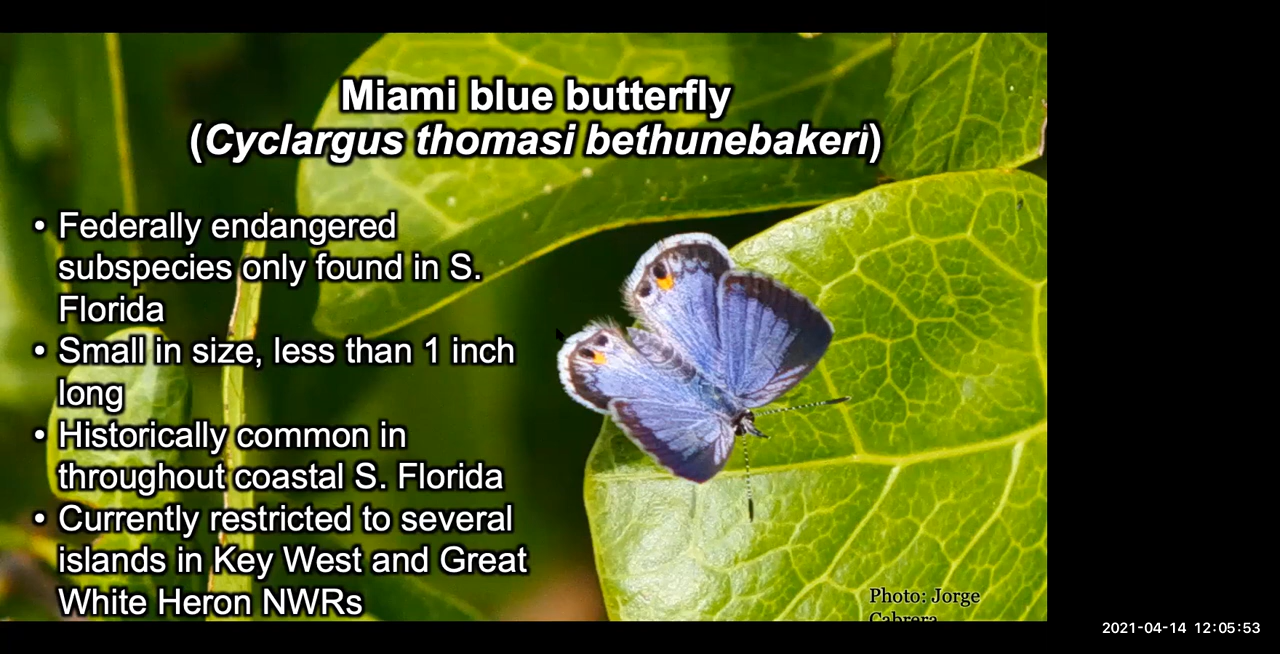 Miami blue butterfly
(Cyclargus thomasi bethunebakeri)
• Federally endangered
subspecies only found in S.
Florida
• Small in size, less than 1 inch
long
• Historically common in
throughout coastal S. Florida
• Currently restricted to several
islands in Key West and Great
White Heron NWRs
Photo: Jorge
Cabrera
2021-04-14 12:05:53